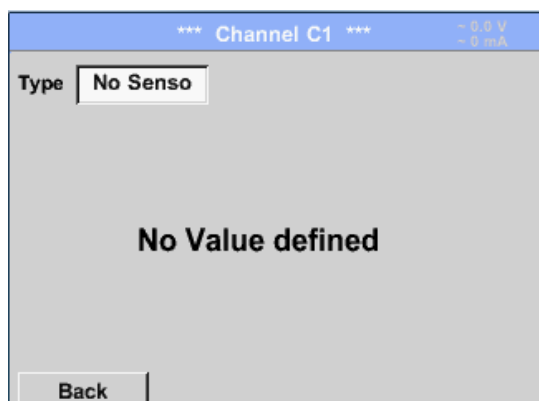 *** Channel C1 ***
~ 0.0 V
~ 0 mA
Type No Senso
No Value defined
Back